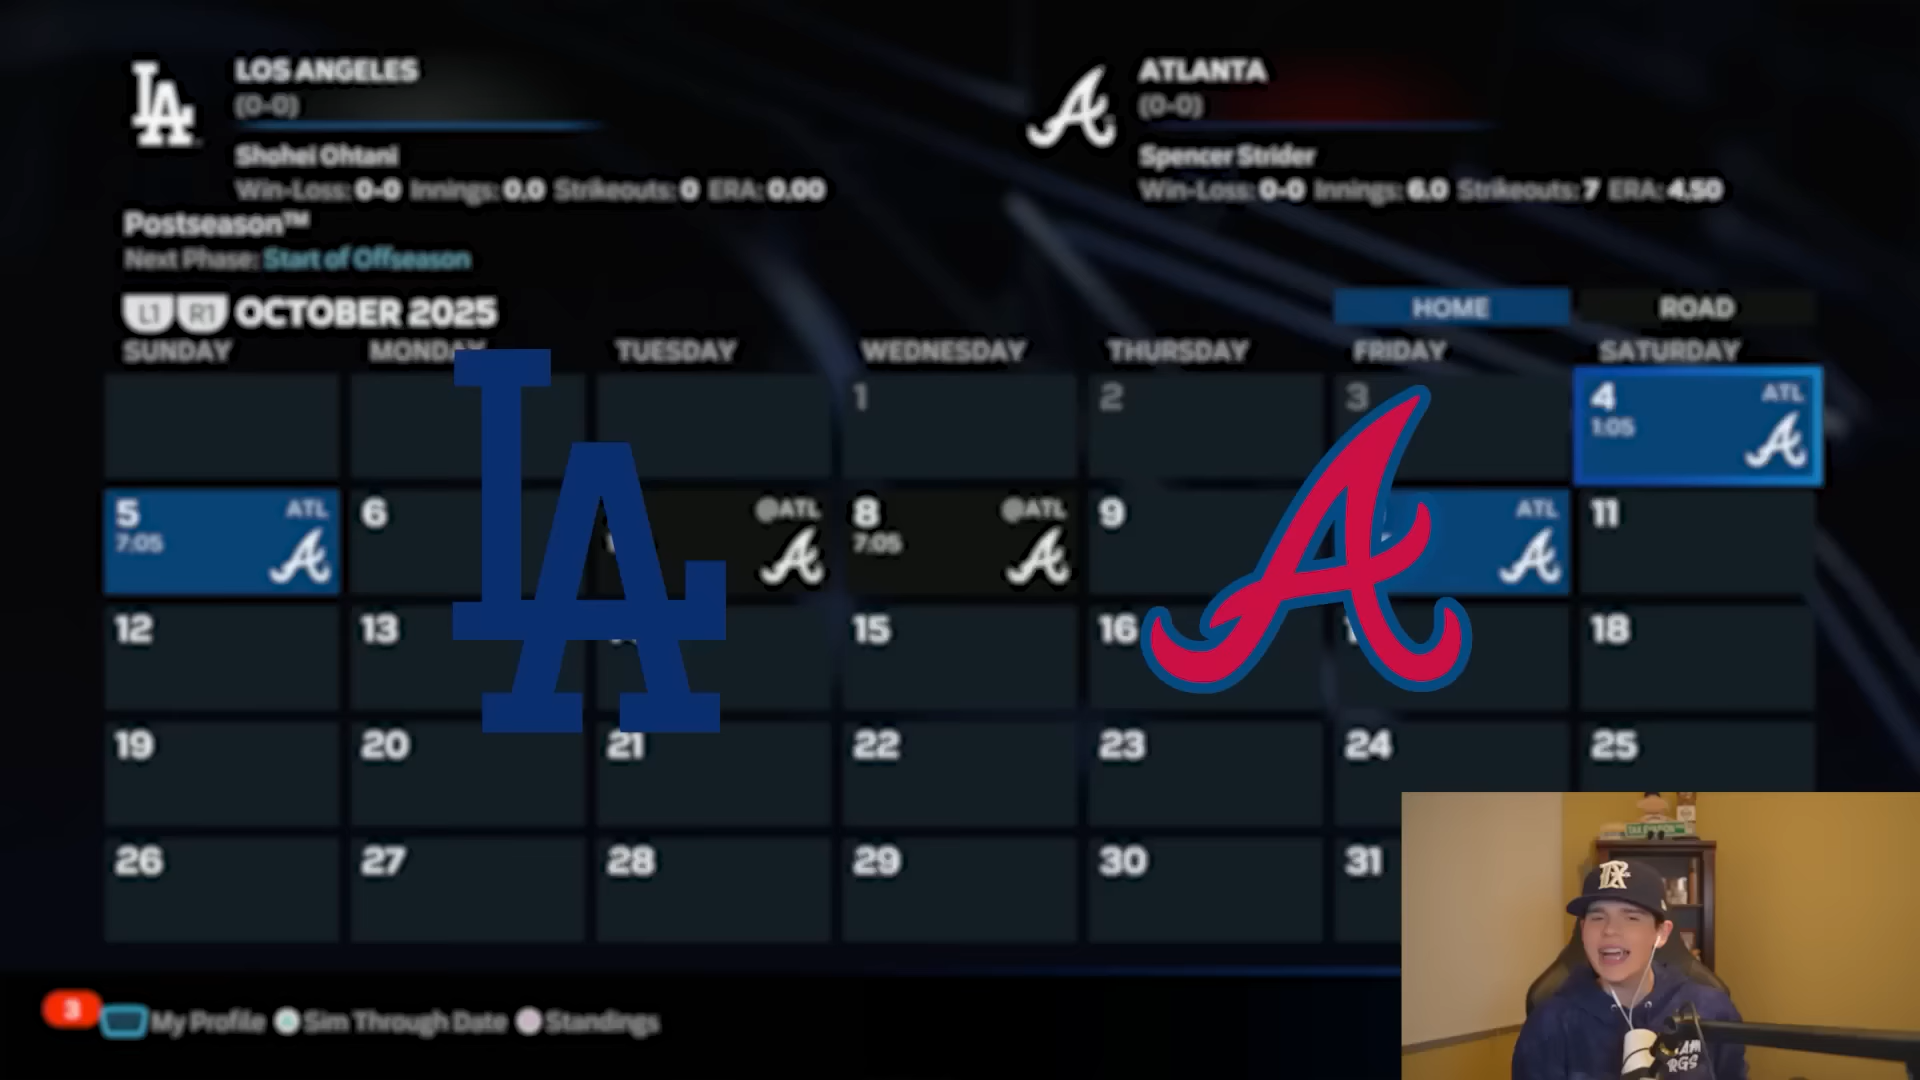 LOS ANGELES
(0-0)
Shohei Ohtani
Win-Loss: 0-0 Innings: 0.0 Strikeouts: 0 ERA: 0.00
ATLANTA
(0-0)
Spencer Strider
Win-Loss: 0-0 Innings: 6.0 Strikeouts: 7 ERA: 4.50
Postseason™
Next Phase: Start of Offseason
L1 R1 OCTOBER 2025
HOME ROAD
SUNDAY MONDAY TUESDAY WEDNESDAY THURSDAY FRIDAY SATURDAY
1 2 3 4 ATL
1:05
5 ATL 6 @ATL 8 @ATL 9 ATL 11
7:05 7:05
12 13 15 16 18
19 20 21 22 23 24 25
26 27 28 29 30 31
3 My Profile Sim Through Date Standings